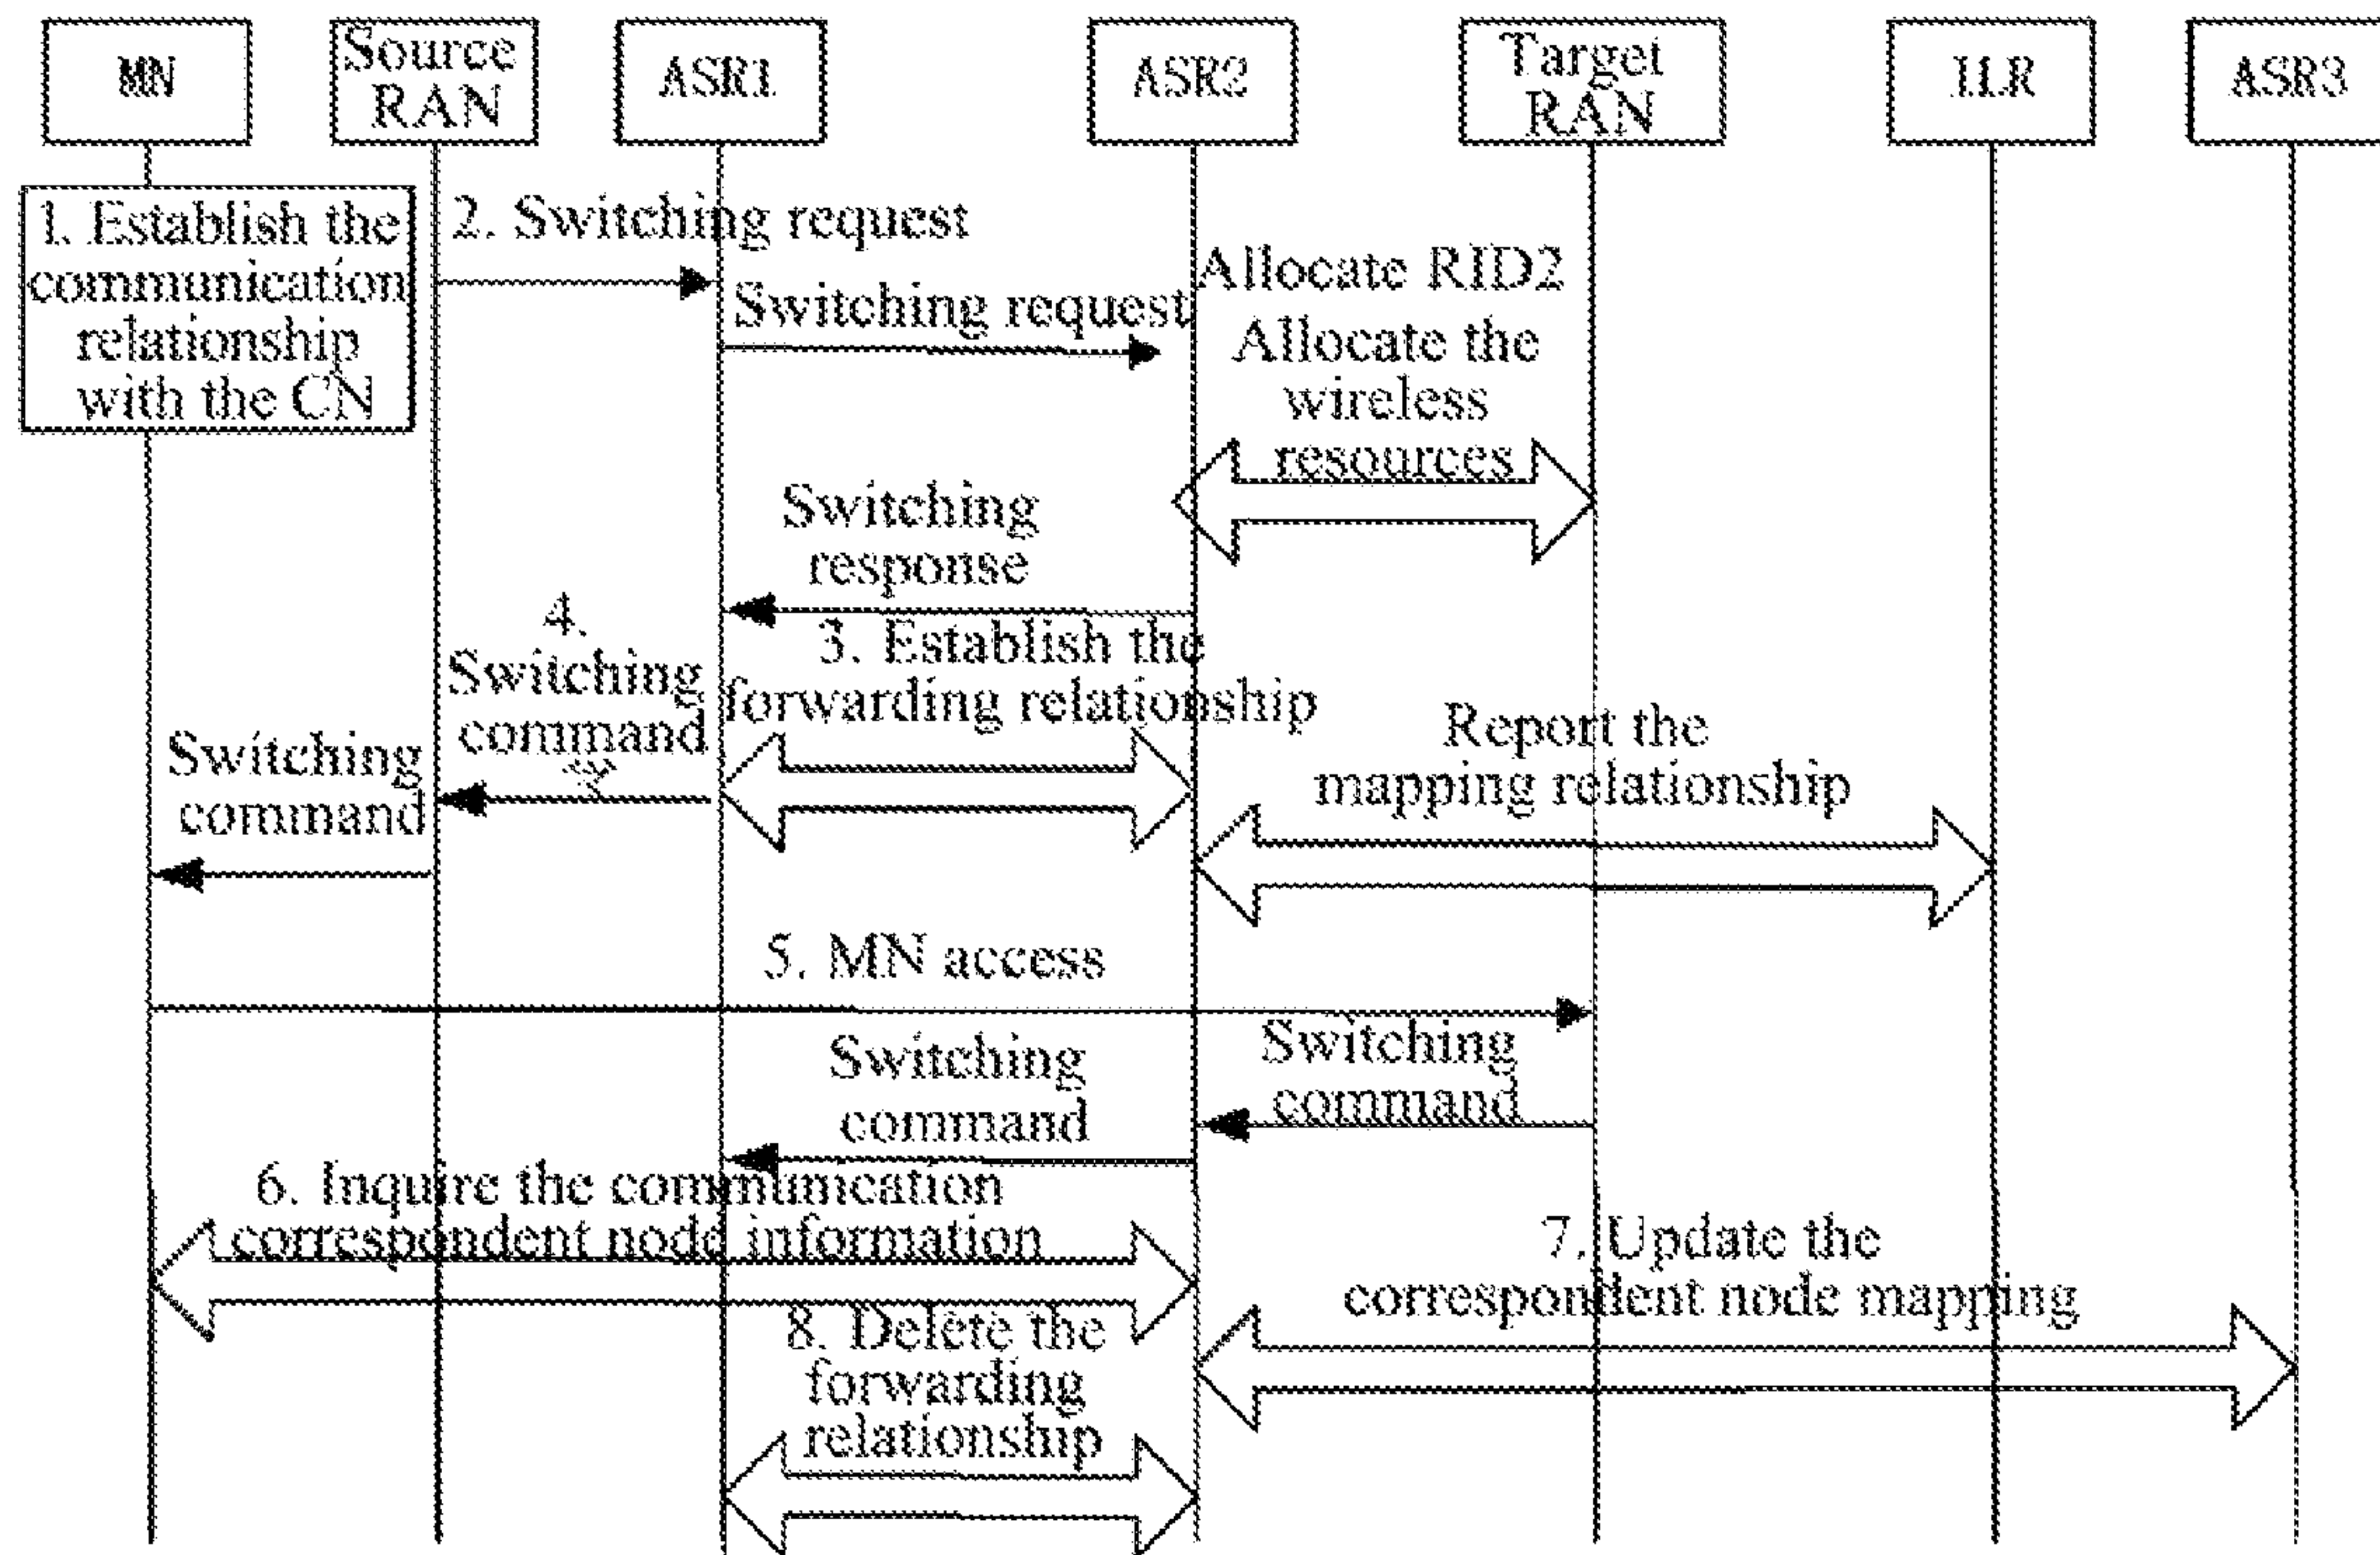 MN
Source
RAN
ASR1
ASR2
Target
RAN
ILR
ASR3
1. Establish the
communication
relationship
with the CN
2. Switching request
Switching request
Allocate RID2
Allocate the
wireless
resources
Switching
response
3. Establish the
forwarding relationship
4.
Switching
command
Switching
command
Report the
mapping relationship
5. MN access
Switching
command
Switching
command
6. Inquire the communication
correspondent node information
7. Update the
correspondent node mapping
8. Delete the
forwarding
relationship